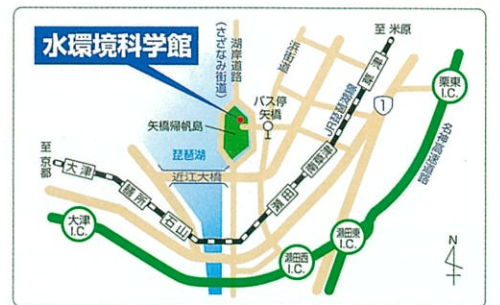 水環境科学館
湖岸道路
(さざなみ街道)
浜街道
至 米原
草津
1
栗東
I.C.
バス停
矢橋
JR琵琶湖線
名神高速道路
矢橋帰帆島
南草津
琵琶湖
至 京都
大津
近江大橋
膳所
瀬田
石山
大津
I.C.
瀬田東
I.C.
瀬田西
I.C.
N